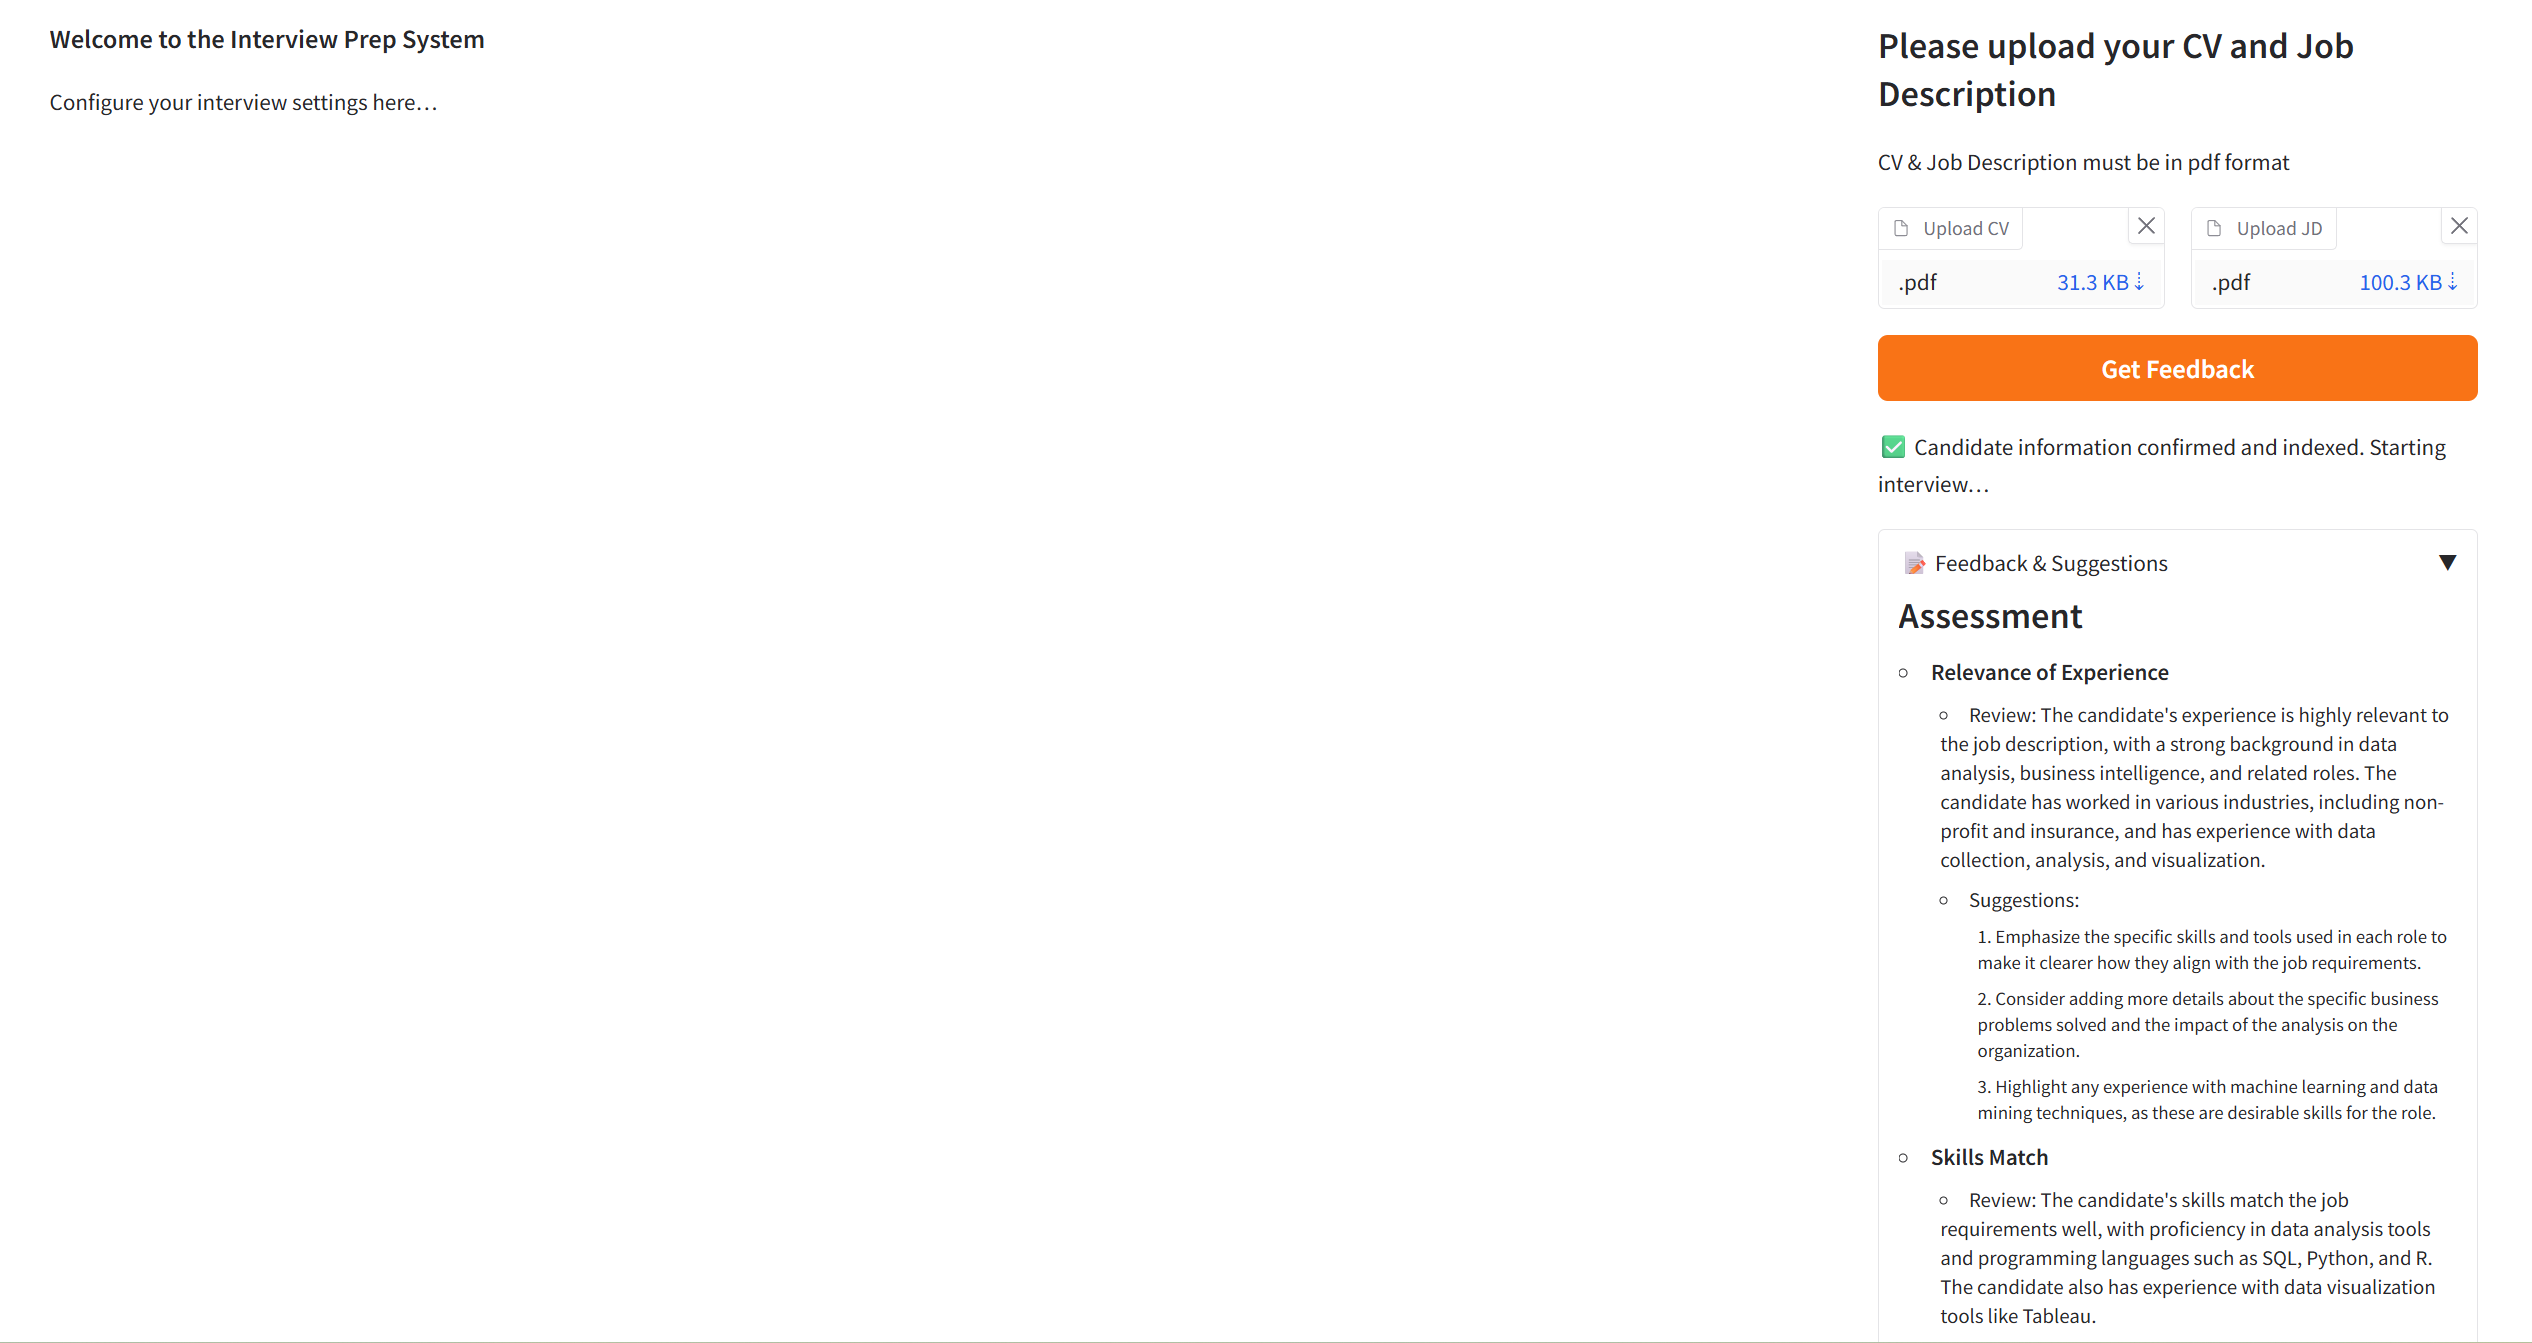 Welcome to the Interview Prep System
Configure your interview settings here…
Please upload your CV and Job
Description
CV & Job Description must be in pdf format
Upload CV
.pdf 31.3 KB ⇣
Upload JD
.pdf 100.3 KB ⇣
Get Feedback
✅ Candidate information confirmed and indexed. Starting
interview…
📝 Feedback & Suggestions ▼
Assessment
Relevance of Experience
Review: The candidate's experience is highly relevant to
the job description, with a strong background in data
analysis, business intelligence, and related roles. The
candidate has worked in various industries, including non-
profit and insurance, and has experience with data
collection, analysis, and visualization.
Suggestions:
1. Emphasize the specific skills and tools used in each role to
make it clearer how they align with the job requirements.
2. Consider adding more details about the specific business
problems solved and the impact of the analysis on the
organization.
3. Highlight any experience with machine learning and data
mining techniques, as these are desirable skills for the role.
Skills Match
Review: The candidate's skills match the job
requirements well, with proficiency in data analysis tools
and programming languages such as SQL, Python, and R.
The candidate also has experience with data visualization
tools like Tableau.